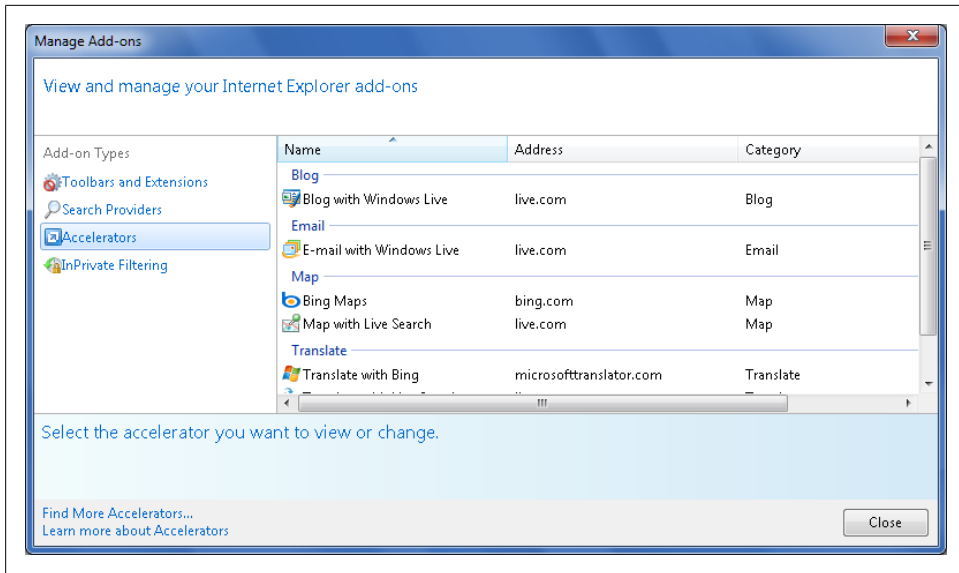 Manage Add-ons
View and manage your Internet Explorer add-ons
Add-on Types
Toolbars and Extensions
Search Providers
Accelerators
InPrivate Filtering
Name Address Category
Blog
Blog with Windows Live live.com Blog
Email
E-mail with Windows Live live.com Email
Map
Bing Maps bing.com Map
Map with Live Search live.com Map
Translate
Translate with Bing microsofttranslator.com Translate
Select the accelerator you want to view or change.
Find More Accelerators...
Learn more about Accelerators
Close